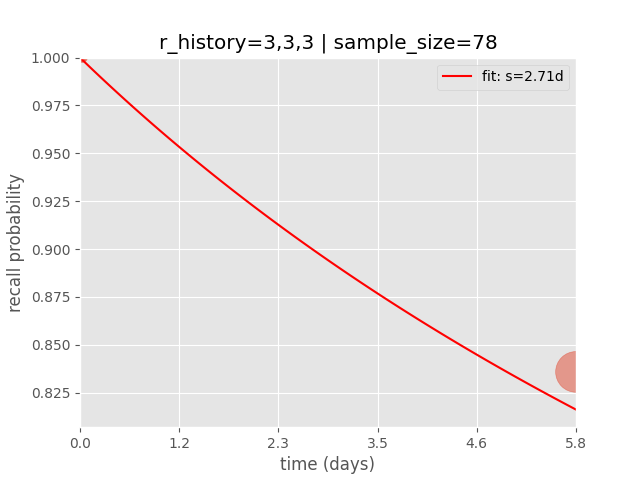 r_history=3,3,3 | sample_size=78
fit: s=2.71d
1.000
0.975
0.950
0.925
0.900
0.875
0.850
0.825
recall probability
0.0 1.2 2.3 3.5 4.6 5.8
time (days)